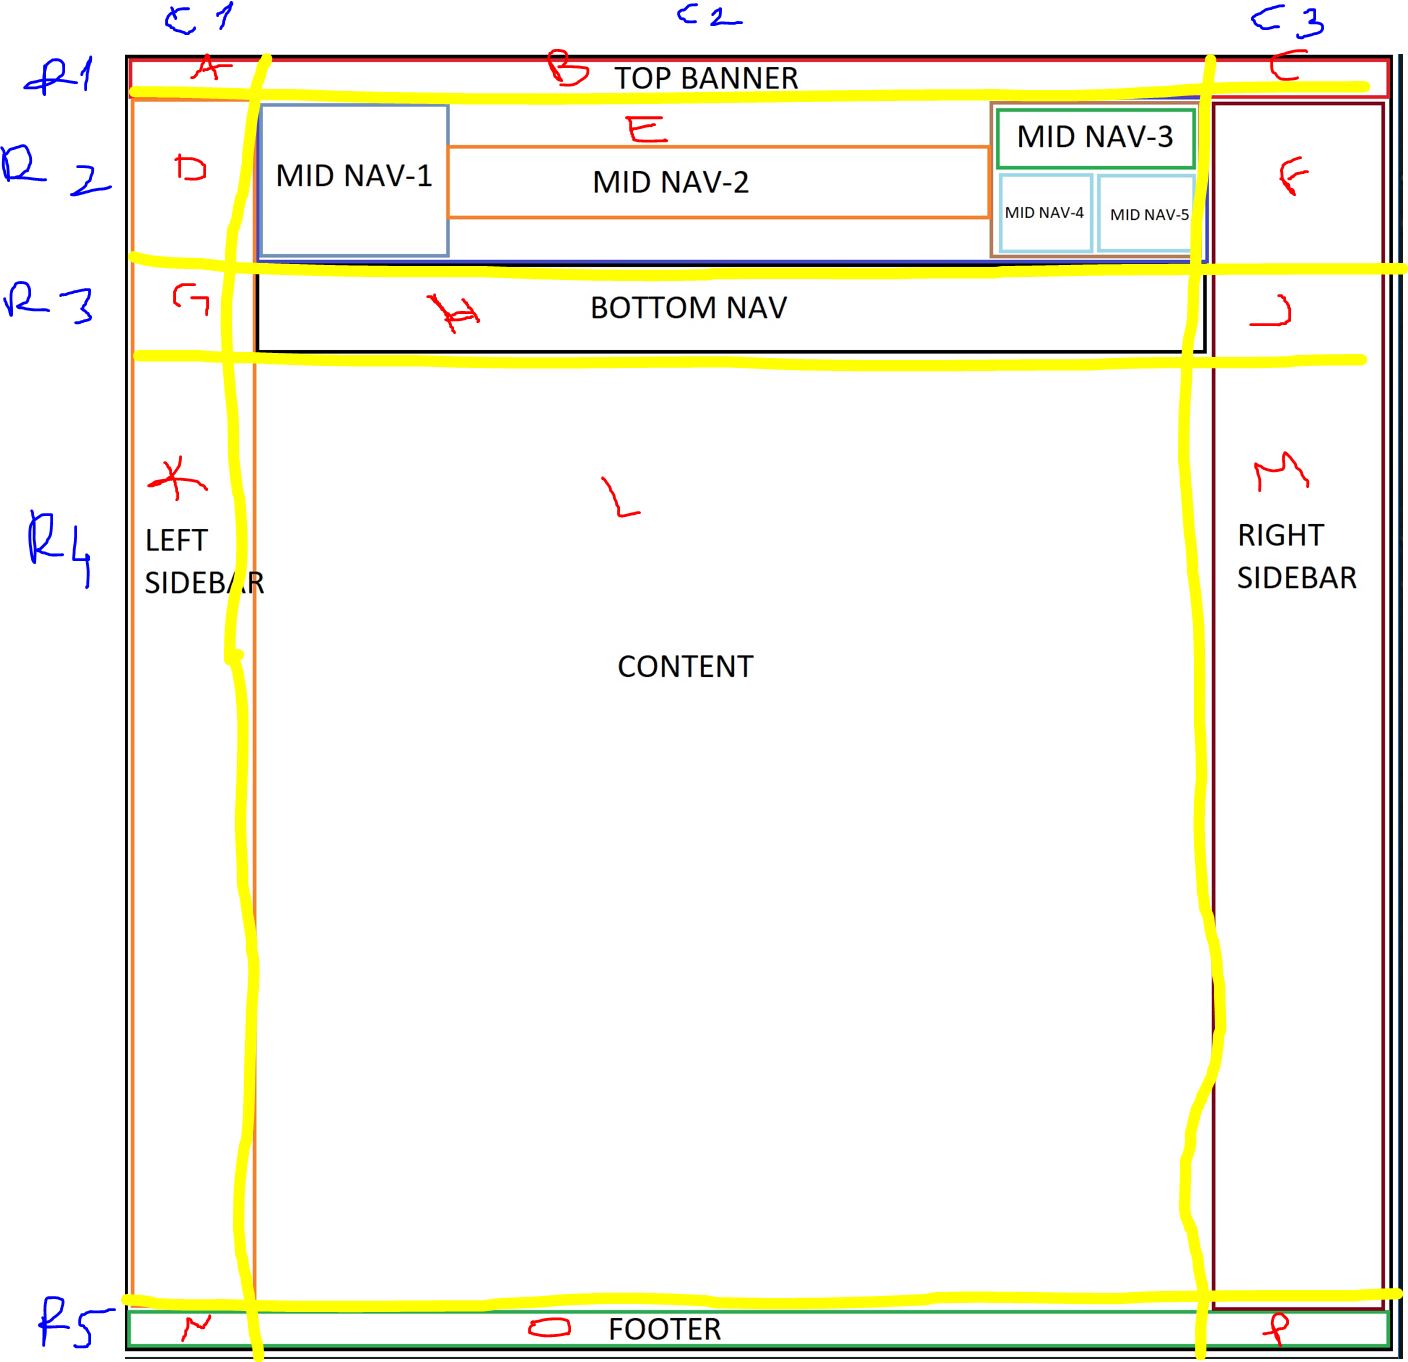 C1 C2 C3
R1 A B TOP BANNER C
R2 D MID NAV-1 E MID NAV-2 MID NAV-3 F
MID NAV-4 MID NAV-5
R3 G H BOTTOM NAV J
K L M
R4 LEFT SIDEBAR RIGHT SIDEBAR
CONTENT
R5 N O FOOTER P